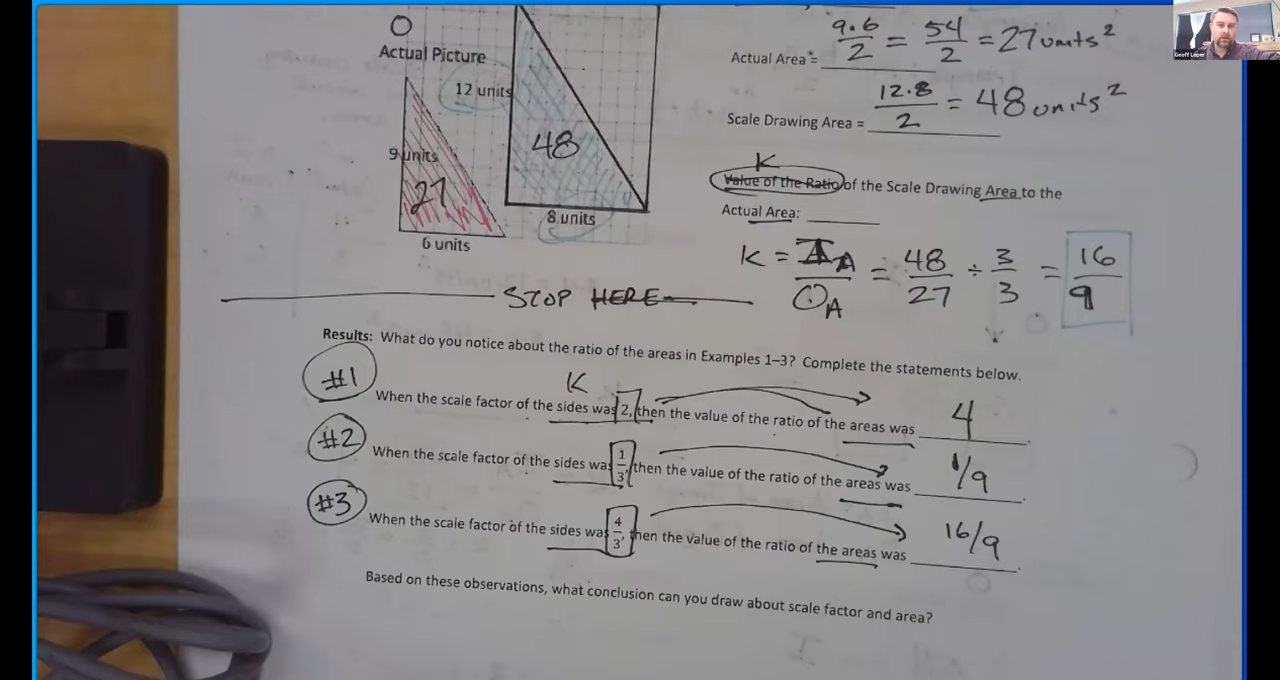 O
Actual Picture
12 units
9 units
27
6 units
48
8 units
Actual Area = 9·6/2 = 54/2 = 27 units²
Scale Drawing Area = 12·8/2 = 48 units²
K
Value of the Ratio of the Scale Drawing Area to the
Actual Area:
K = I_A/O_A = 48/27 ÷ 3/3 = 16/9
STOP HERE
Results: What do you notice about the ratio of the areas in Examples 1–3? Complete the statements below.
K
#1 When the scale factor of the sides was 2, then the value of the ratio of the areas was 4
#2 When the scale factor of the sides was 1/3, then the value of the ratio of the areas was 1/9
#3 When the scale factor of the sides was 4/3, then the value of the ratio of the areas was 16/9
Based on these observations, what conclusion can you draw about scale factor and area?